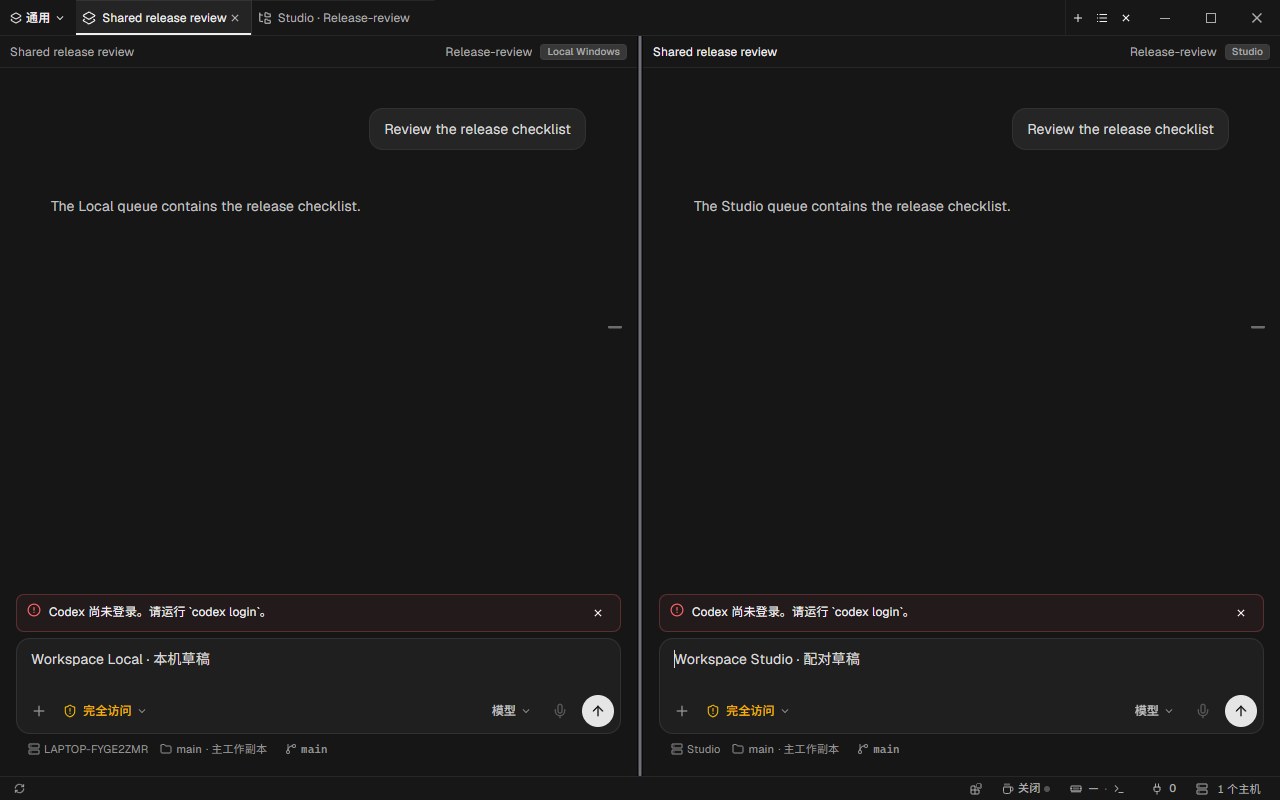 通用
Shared release review
Studio · Release-review
Shared release review
Release-review
Local Windows
Shared release review
Release-review
Studio
Review the release checklist
The Local queue contains the release checklist.
Review the release checklist
The Studio queue contains the release checklist.
Codex 尚未登录。请运行 `codex login`。
Workspace Local · 本机草稿
完全访问
模型
LAPTOP-FYGE2ZMR
main · 主工作副本
main
Codex 尚未登录。请运行 `codex login`。
Workspace Studio · 配对草稿
完全访问
模型
Studio
main · 主工作副本
main
关闭
0
1 个主机